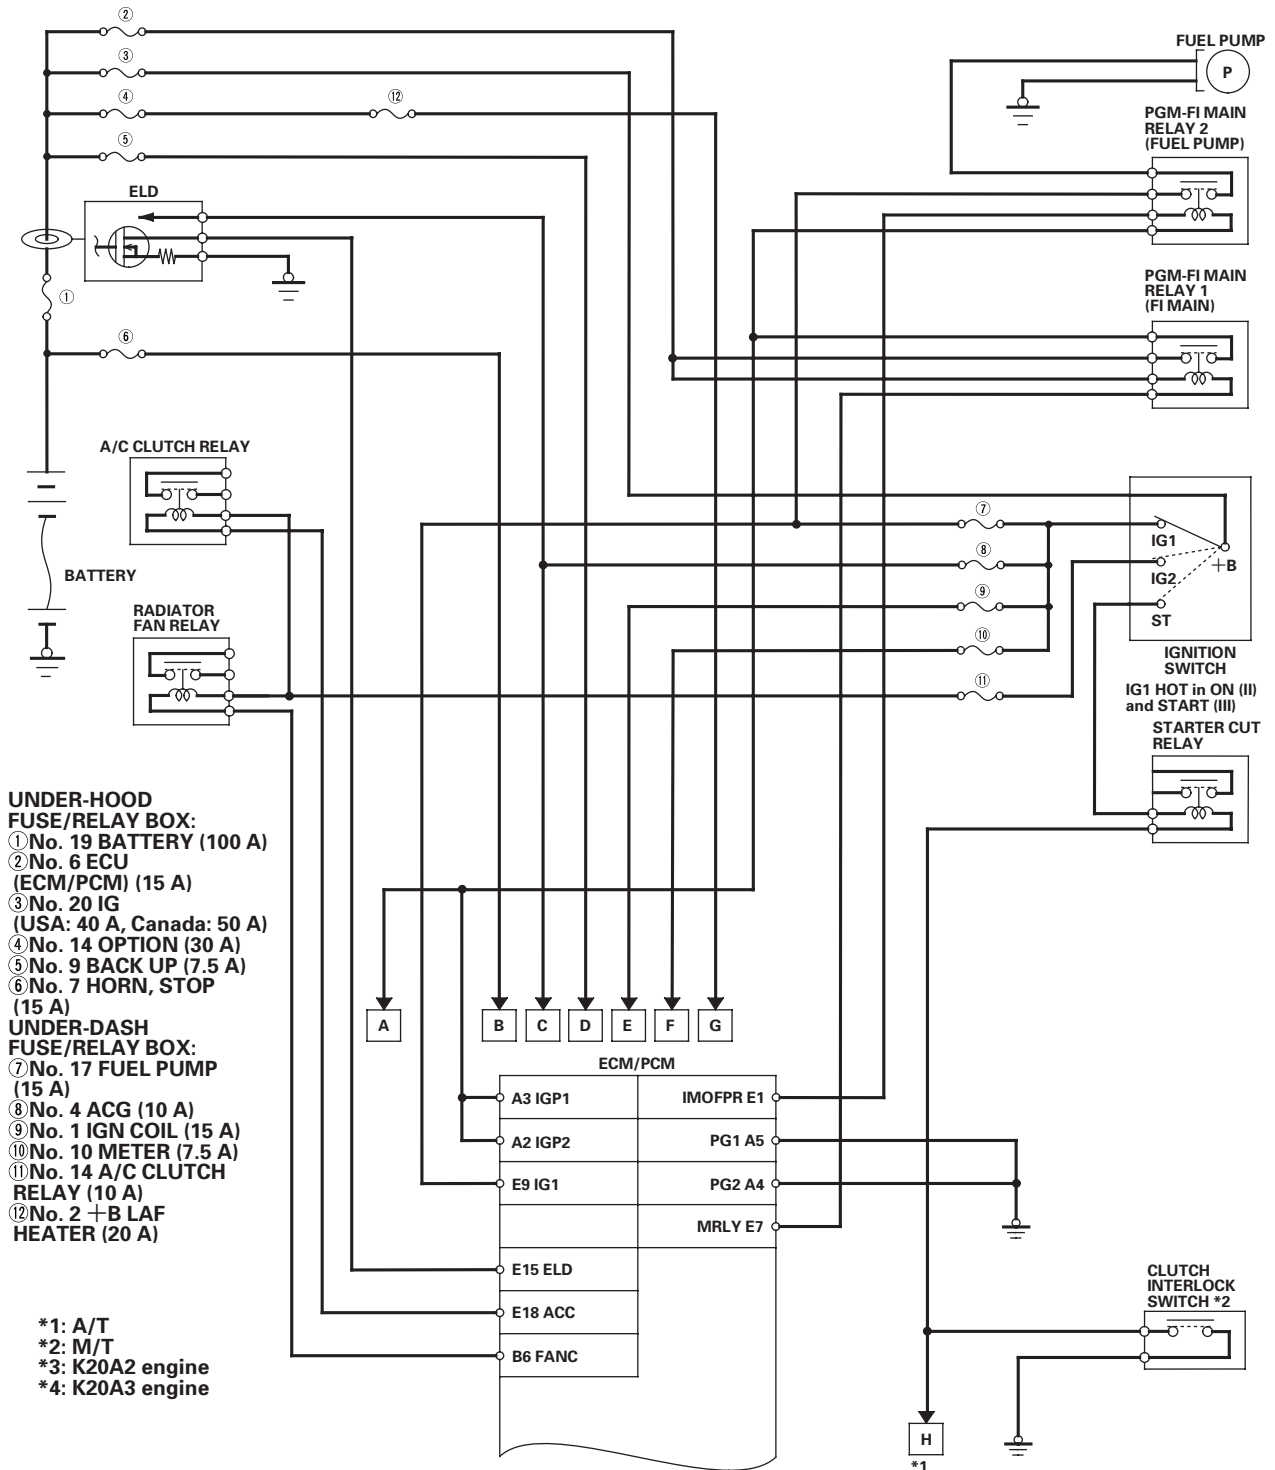 ②
③
④
⑫
⑤
FUEL PUMP
P
PGM-FI MAIN
RELAY 2
(FUEL PUMP)
ELD
①
PGM-FI MAIN
RELAY 1
(FI MAIN)
⑥
A/C CLUTCH RELAY
BATTERY
RADIATOR
FAN RELAY
⑦
⑧
⑨
⑩
⑪
IG1
IG2
+B
ST
IGNITION
SWITCH
IG1 HOT in ON (II)
and START (III)
STARTER CUT
RELAY
UNDER-HOOD
FUSE/RELAY BOX:
①No. 19 BATTERY (100 A)
②No. 6 ECU
(ECM/PCM) (15 A)
③No. 20 IG
(USA: 40 A, Canada: 50 A)
④No. 14 OPTION (30 A)
⑤No. 9 BACK UP (7.5 A)
⑥No. 7 HORN, STOP
(15 A)
UNDER-DASH
FUSE/RELAY BOX:
⑦No. 17 FUEL PUMP
(15 A)
⑧No. 4 ACG (10 A)
⑨No. 1 IGN COIL (15 A)
⑩No. 10 METER (7.5 A)
⑪No. 14 A/C CLUTCH
RELAY (10 A)
⑫No. 2 +B LAF
HEATER (20 A)
*1: A/T
*2: M/T
*3: K20A2 engine
*4: K20A3 engine
A B C D E F G
ECM/PCM
A3 IGP1
A2 IGP2
E9 IG1
E15 ELD
E18 ACC
B6 FANC
IMOFPR E1
PG1 A5
PG2 A4
MRLY E7
CLUTCH
INTERLOCK
SWITCH *2
H
*1